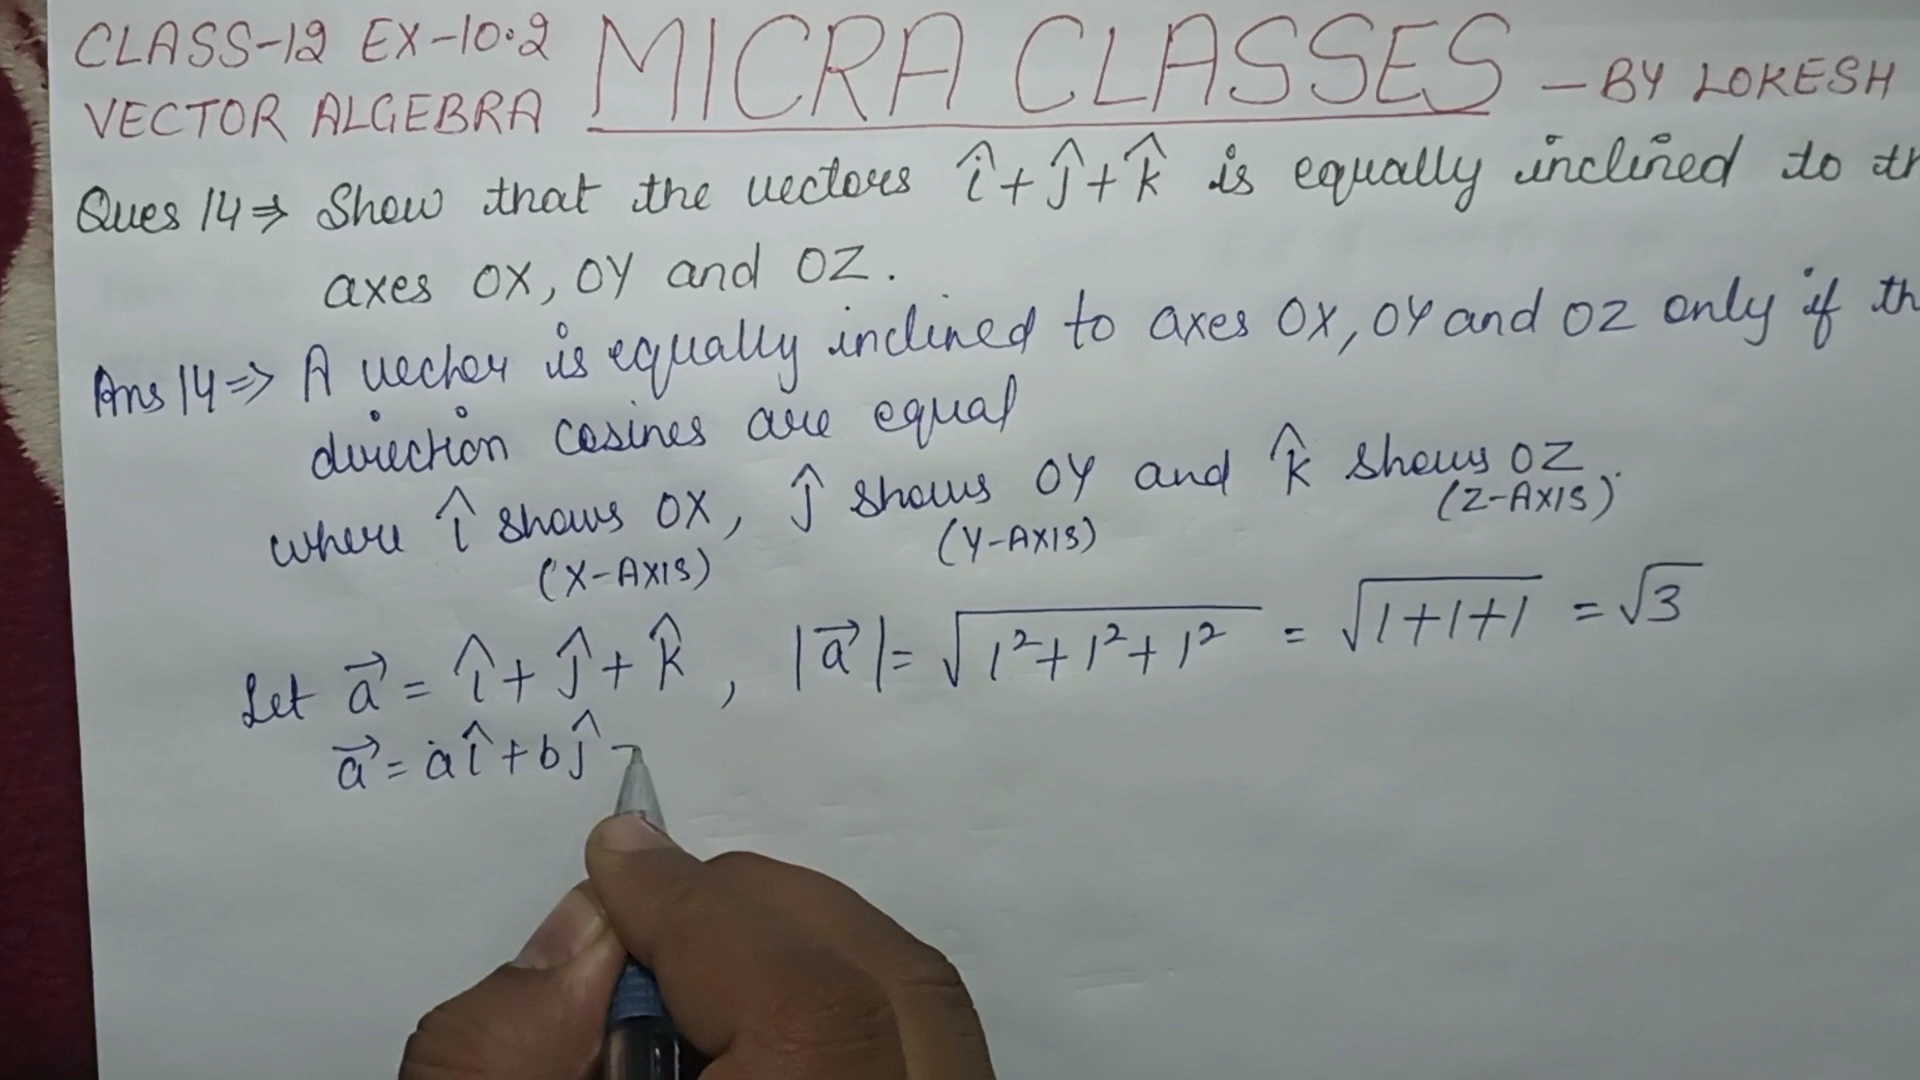 CLASS-12 EX-10.2 MICRA CLASSES - BY LOKESH
VECTOR ALGEBRA
Ques 14⇒ Show that the vectors î+ĵ+k̂ is equally inclined to
axes OX, OY and OZ.
Ans 14⇒ A vector is equally inclined to axes OX, OY and OZ only if
direction cosines are equal
where î shows OX, ĵ shows OY and k̂ shows OZ.
(X-AXIS) (Y-AXIS) (Z-AXIS)
Let a⃗ = î+ĵ+k̂, |a⃗| = √(1²+1²+1²) = √(1+1+1) = √3
a⃗ = aî+bĵ